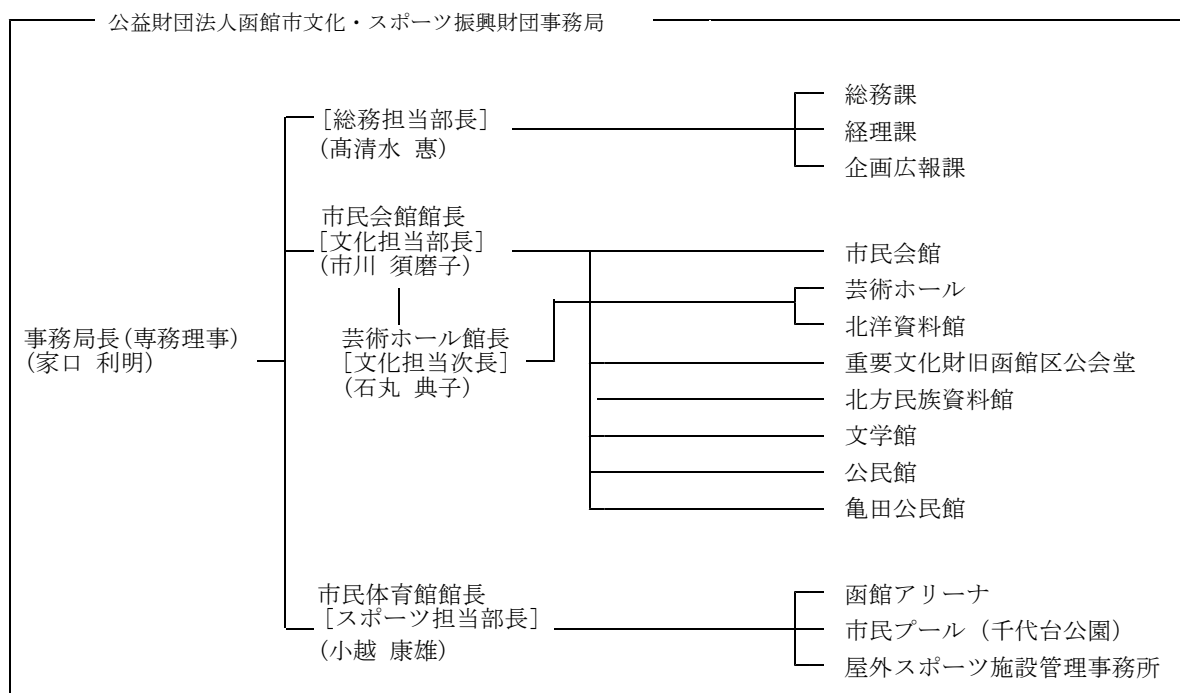 公益財団法人函館市文化・スポーツ振興財団事務局
事務局長(専務理事)
(家口 利明)
[総務担当部長]
(髙清水 惠)
総務課
経理課
企画広報課
市民会館館長
[文化担当部長]
(市川 須磨子)
芸術ホール館長
[文化担当次長]
(石丸 典子)
市民会館
芸術ホール
北洋資料館
重要文化財旧函館区公会堂
北方民族資料館
文学館
公民館
亀田公民館
市民体育館館長
[スポーツ担当部長]
(小越 康雄)
函館アリーナ
市民プール（千代台公園）
屋外スポーツ施設管理事務所